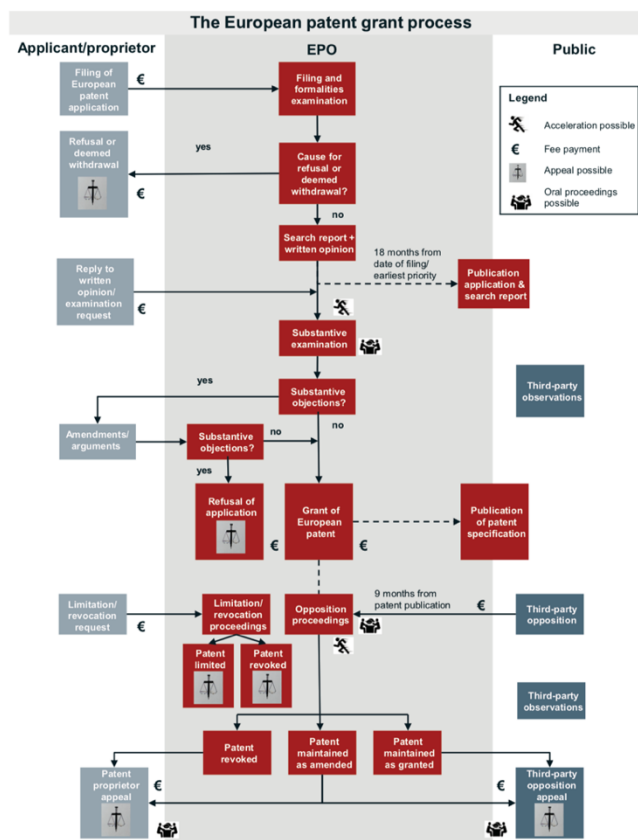 The European patent grant process
Applicant/proprietor
EPO
Public
Filing of
European
patent
application
€
Filing and
formalities
examination
Legend
Acceleration possible
€
Fee payment
Appeal possible
Oral proceedings
possible
Refusal or
deemed
withdrawal
yes
€
Cause for
refusal or
deemed
withdrawal?
no
Search report +
written opinion
18 months from
date of filing/
earliest priority
Publication
application &
search report
Reply to
written
opinion/
examination
request
€
Substantive
examination
yes
Substantive
objections?
no
Third-party
observations
Amendments/
arguments
Substantive
objections?
no
yes
Refusal of
application
€
Grant of
European
patent
€
Publication
of patent
specification
Limitation/
revocation
request
€
Limitation/
revocation
proceedings
Opposition
proceedings
9 months from
patent publication
€
Third-party
opposition
Patent
limited
Patent
revoked
Third-party
observations
Patent
revoked
Patent
maintained
as amended
Patent
maintained
as granted
Patent
proprietor
appeal
€
€
Third-party
opposition
appeal